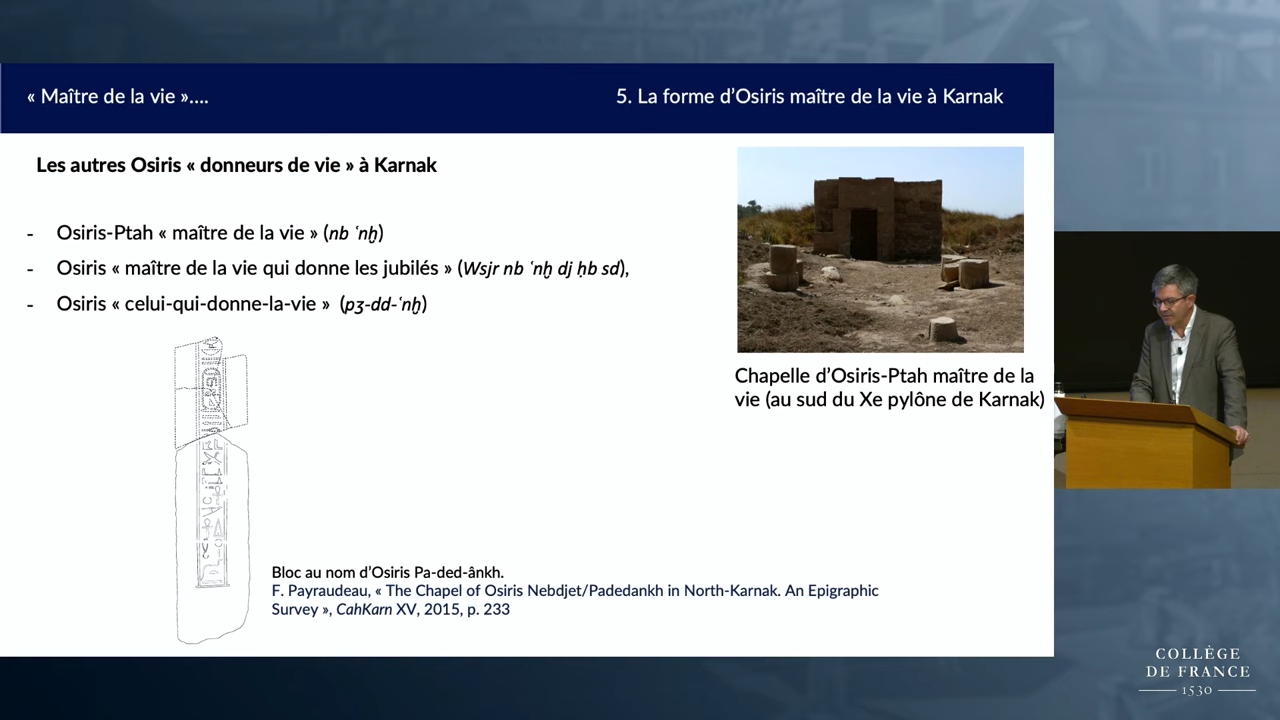 « Maître de la vie »....
5. La forme d'Osiris maître de la vie à Karnak
Les autres Osiris « donneurs de vie » à Karnak
- Osiris-Ptah « maître de la vie » (nb ʿnḫ)
- Osiris « maître de la vie qui donne les jubilés » (Wsjr nb ʿnḫ dj ḥb sd),
- Osiris « celui-qui-donne-la-vie » (pȝ-dd-ʿnḫ)
Chapelle d'Osiris-Ptah maître de la
vie (au sud du Xe pylône de Karnak)
Bloc au nom d'Osiris Pa-ded-ânkh.
F. Payraudeau, « The Chapel of Osiris Nebdjet/Padedankh in North-Karnak. An Epigraphic
Survey », CahKarn XV, 2015, p. 233
COLLÈGE
DE FRANCE
1530